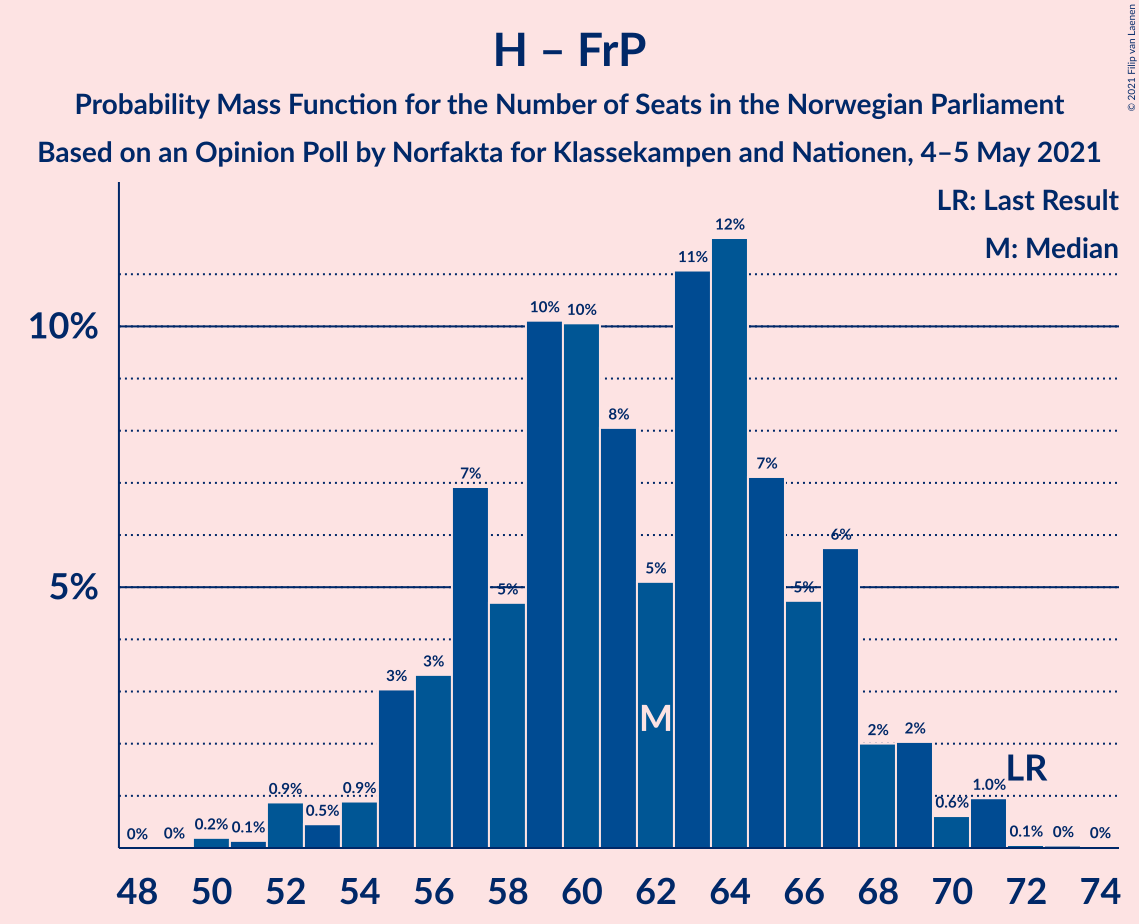 H – FrP
Probability Mass Function for the Number of Seats in the Norwegian Parliament
Based on an Opinion Poll by Norfakta for Klassekampen and Nationen, 4–5 May 2021
© 2021 Filip van Laenen
LR: Last Result
M: Median
10%
5%
0% 0% 0.2% 0.1% 0.9% 0.5% 0.9% 3% 3% 7% 5% 10% 10% 8% 5% 11% 12% 7% 5% 6% 2% 2% 0.6% 1.0% 0.1% 0% 0%
M
LR
48 50 52 54 56 58 60 62 64 66 68 70 72 74